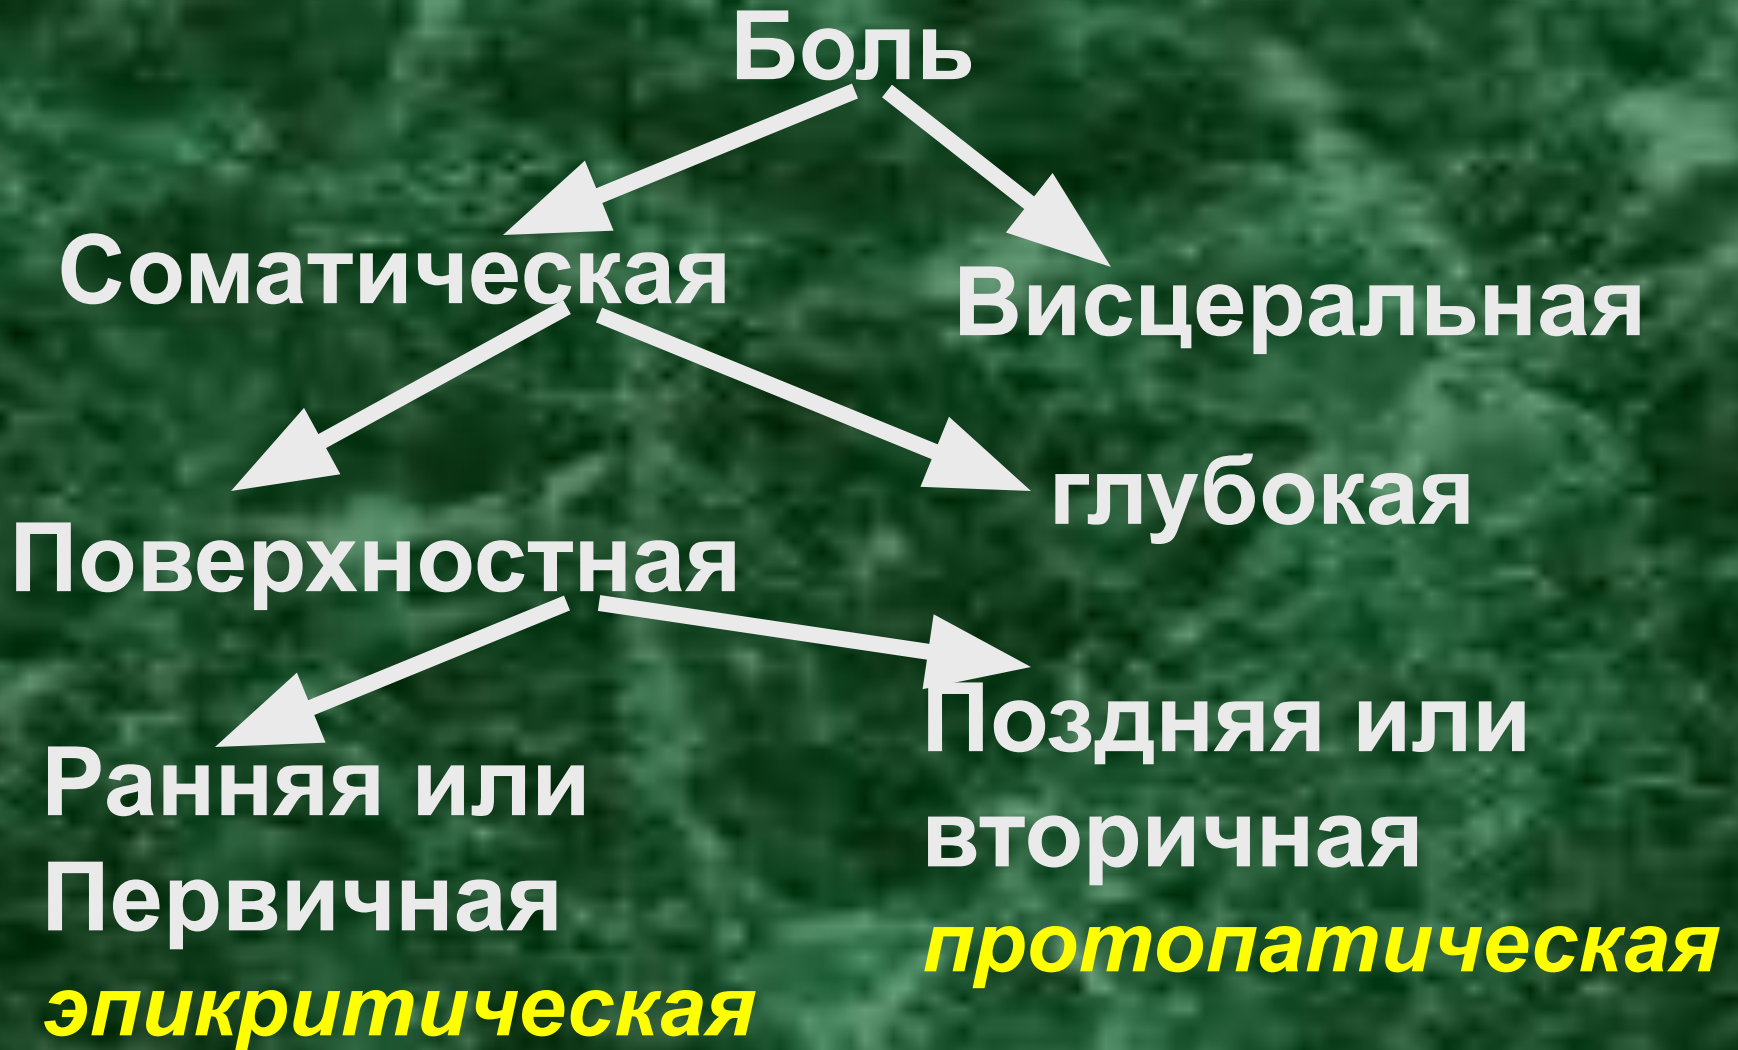 Боль
Соматическая
Висцеральная
глубокая
Поверхностная
Ранняя или
Первичная
эпикритическая
Поздняя или
вторичная
протопатическая